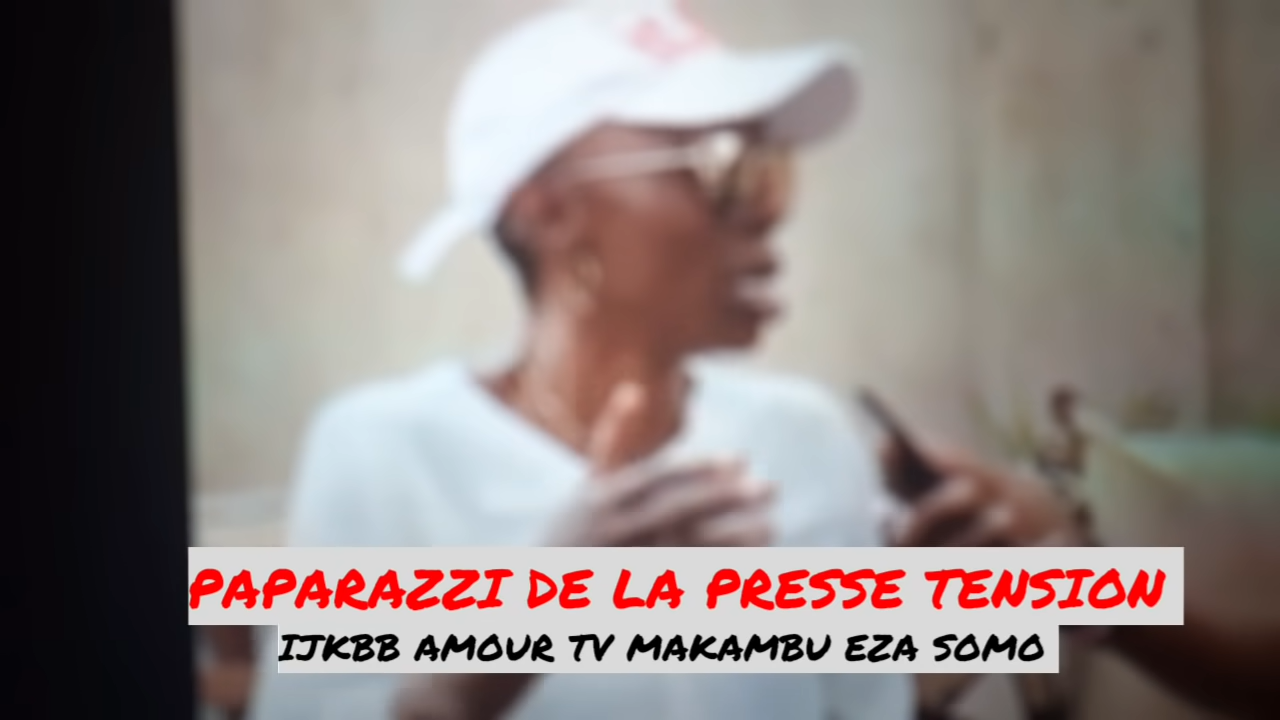 PAPARAZZI DE LA PRESSE TENSION
IJKBB AMOUR TV MAKAMBU EZA SOMO